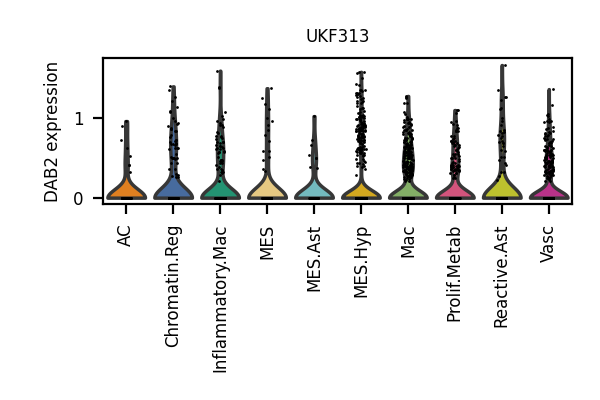 UKF313
DAB2 expression
1
0
AC
Chromatin.Reg
Inflammatory.Mac
MES
MES.Ast
MES.Hyp
Mac
Prolif.Metab
Reactive.Ast
Vasc